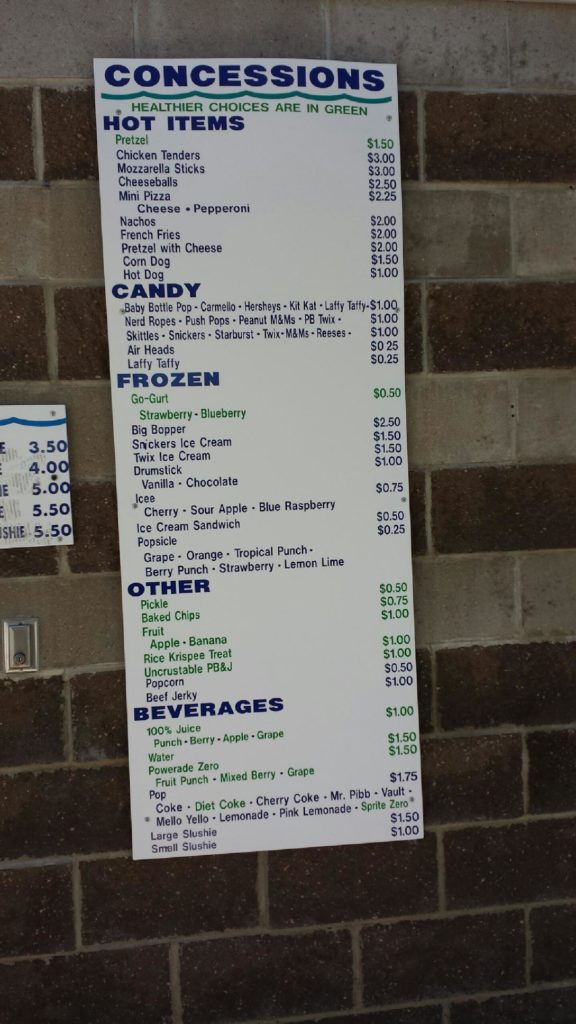 CONCESSIONS
HEALTHIER CHOICES ARE IN GREEN
HOT ITEMS
Pretzel $1.50
Chicken Tenders $3.00
Mozzarella Sticks $3.00
Cheeseballs $2.50
Mini Pizza $2.25
Cheese • Pepperoni
Nachos $2.00
French Fries $2.00
Pretzel with Cheese $2.00
Corn Dog $1.50
Hot Dog $1.00
CANDY
Baby Bottle Pop - Carmello - Hersheys - Kit Kat - Laffy Taffy- $1.00
Nerd Ropes - Push Pops - Peanut M&Ms - PB Twix - $1.00
Skittles - Snickers - Starburst - Twix-M&Ms - Reeses - $1.00
Air Heads $0 25
Laffy Taffy $0.25
FROZEN
Go-Gurt $0.50
Strawberry - Blueberry
Big Bopper $2.50
Snickers Ice Cream $1.50
Twix Ice Cream $1.50
Drumstick $1.00
Vanilla - Chocolate
Icee $0.75
Cherry - Sour Apple - Blue Raspberry
Ice Cream Sandwich $0.50
Popsicle $0.25
Grape - Orange - Tropical Punch -
Berry Punch - Strawberry - Lemon Lime
OTHER
Pickle $0.50
Baked Chips $0.75
Fruit $1.00
Apple - Banana
Rice Krispee Treat $1.00
Uncrustable PB&J $1.00
Popcorn $0.50
Beef Jerky $1.00
BEVERAGES
100% Juice $1.00
Punch - Berry - Apple - Grape
Water $1.50
Powerade Zero $1.50
Fruit Punch - Mixed Berry - Grape
Pop $1.75
Coke - Diet Coke - Cherry Coke - Mr. Pibb - Vault -
Mello Yello - Lemonade - Pink Lemonade - Sprite Zero
Large Slushie $1.50
Small Slushie $1.00
E 3.50
E 4.00
IE 5.00
E 5.50
USHIE 5.50